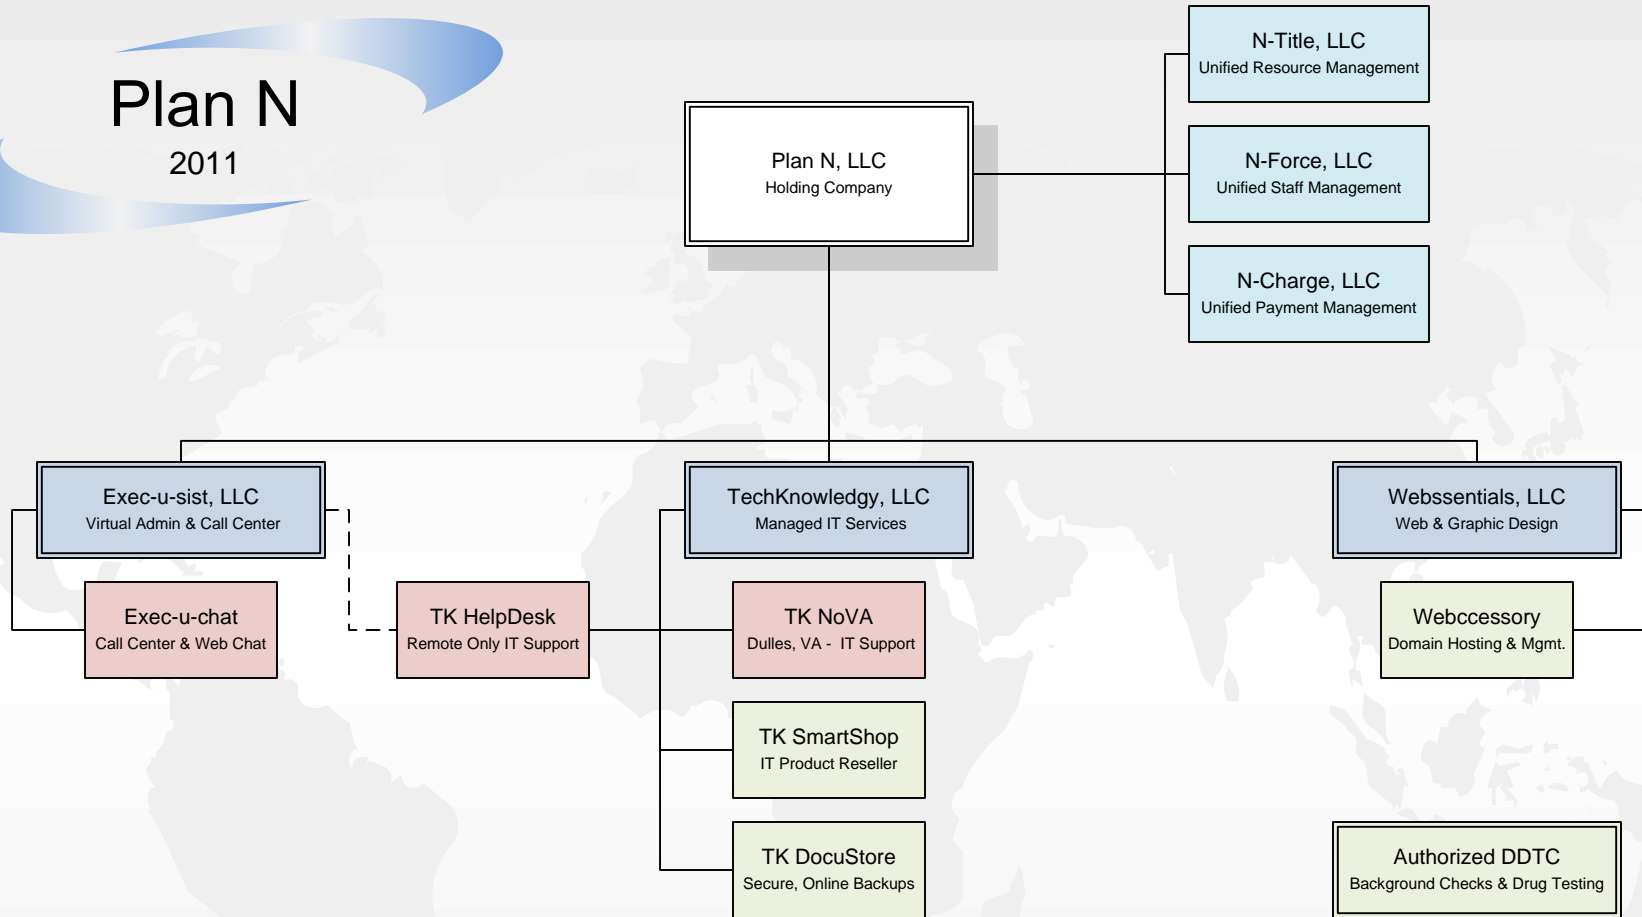 Plan N
2011
N-Title, LLC
Unified Resource Management
Plan N, LLC
Holding Company
N-Force, LLC
Unified Staff Management
N-Charge, LLC
Unified Payment Management
Exec-u-sist, LLC
Virtual Admin & Call Center
TechKnowledgy, LLC
Managed IT Services
Webssentials, LLC
Web & Graphic Design
Exec-u-chat
Call Center & Web Chat
TK HelpDesk
Remote Only IT Support
TK NoVA
Dulles, VA - IT Support
Webccessory
Domain Hosting & Mgmt.
TK SmartShop
IT Product Reseller
TK DocuStore
Secure, Online Backups
Authorized DDTC
Background Checks & Drug Testing